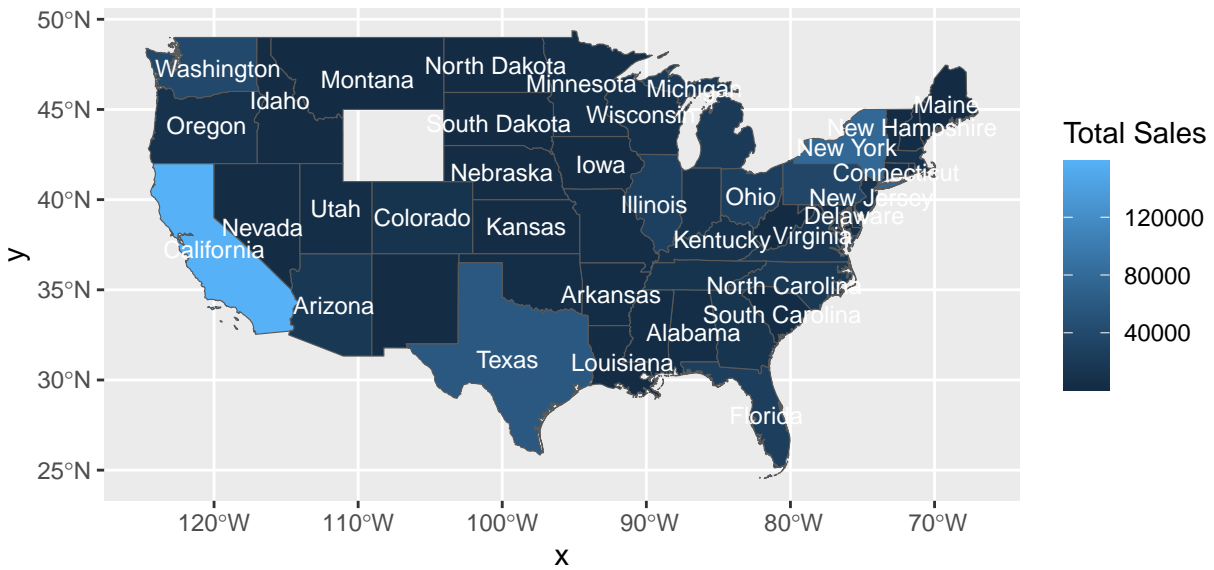 50°N
45°N
40°N
35°N
30°N
25°N
y
Washington
Montana
North Dakota
Minnesota
Michigan
Maine
Idaho
Oregon
South Dakota
Wisconsin
New Hampshire
New York
Nebraska
Iowa
Connecticut
Nevada
Utah
Colorado
Kansas
Illinois
Ohio
New Jersey
Delaware
California
Kentucky
Virginia
Arizona
Arkansas
North Carolina
South Carolina
Alabama
Texas
Louisiana
Florida
120°W 110°W 100°W 90°W 80°W 70°W
x
Total Sales
120000
80000
40000